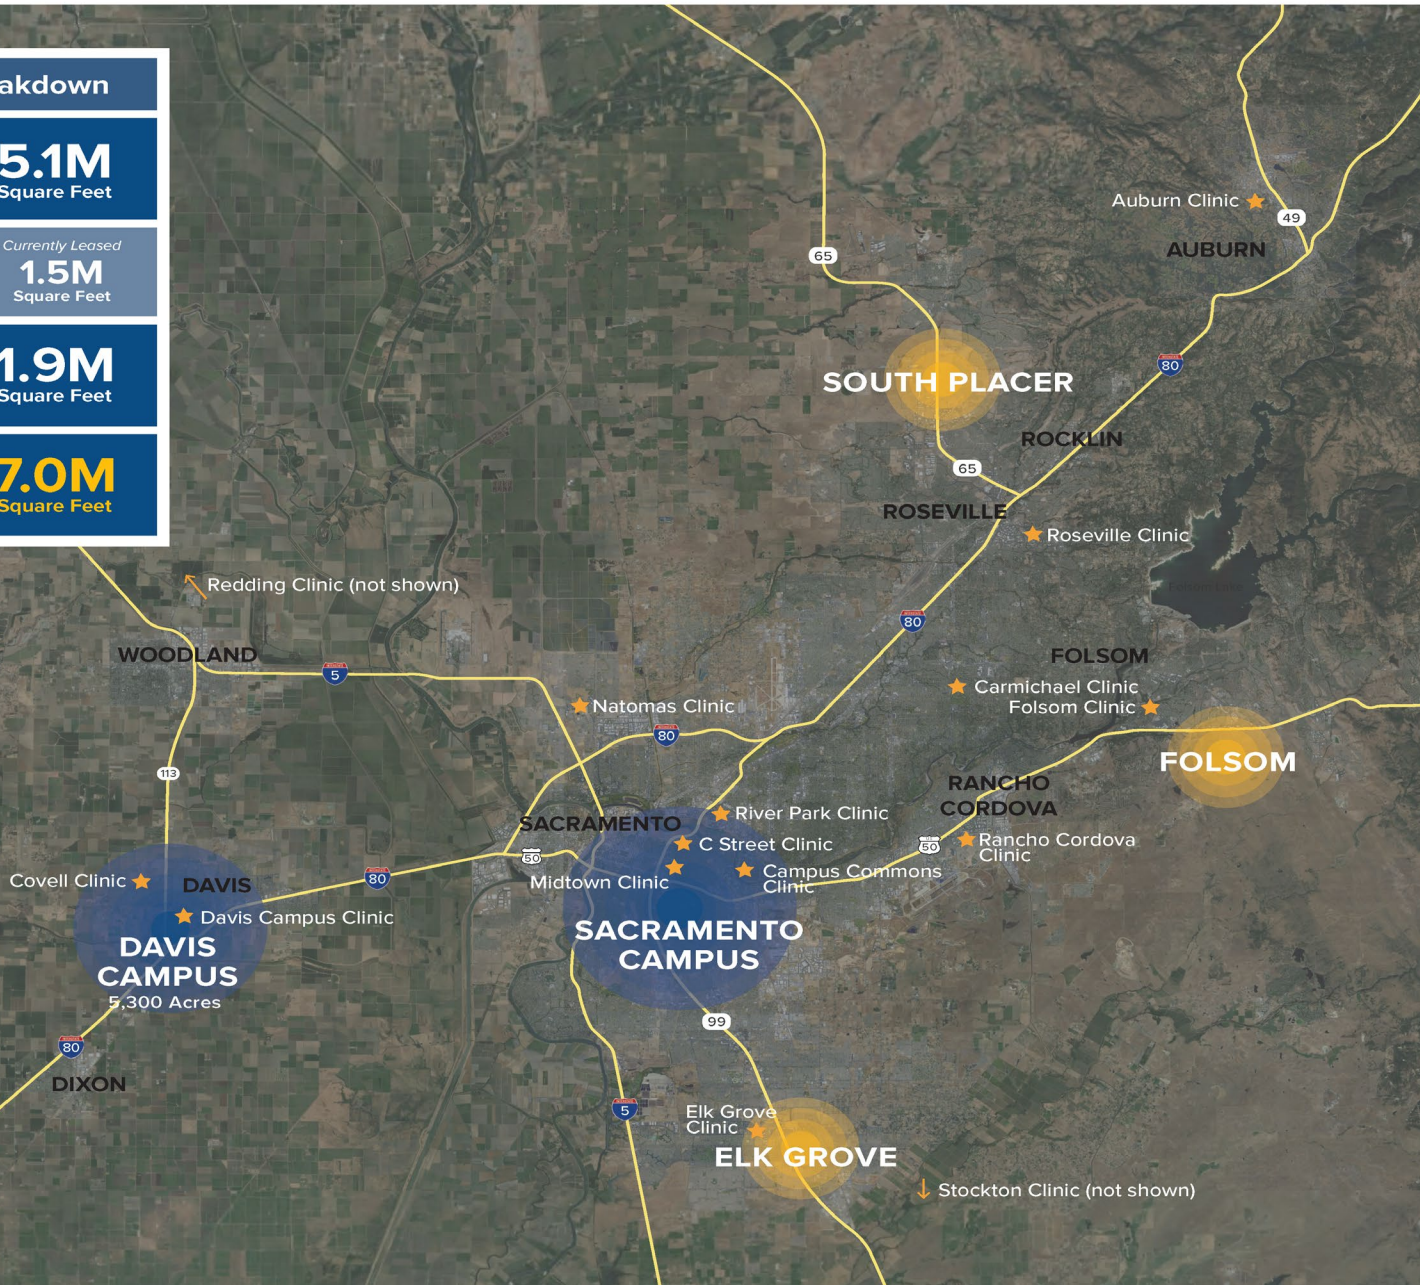 akdown
5.1M
Square Feet
Currently Leased
1.5M
Square Feet
1.9M
Square Feet
7.0M
Square Feet
Auburn Clinic
49
AUBURN
65
80
SOUTH PLACER
ROCKLIN
65
ROSEVILLE
Roseville Clinic
Redding Clinic (not shown)
Folsom Lake
80
WOODLAND
5
FOLSOM
Carmichael Clinic
Folsom Clinic
Natomas Clinic
80
FOLSOM
113
RANCHO
CORDOVA
River Park Clinic
SACRAMENTO
C Street Clinic
50
50
Rancho Cordova
Clinic
Midtown Clinic
Campus Commons
Clinic
Covell Clinic
DAVIS
80
Davis Campus Clinic
DAVIS
CAMPUS
5,300 Acres
SACRAMENTO
CAMPUS
99
80
DIXON
5
Elk Grove
Clinic
ELK GROVE
Stockton Clinic (not shown)